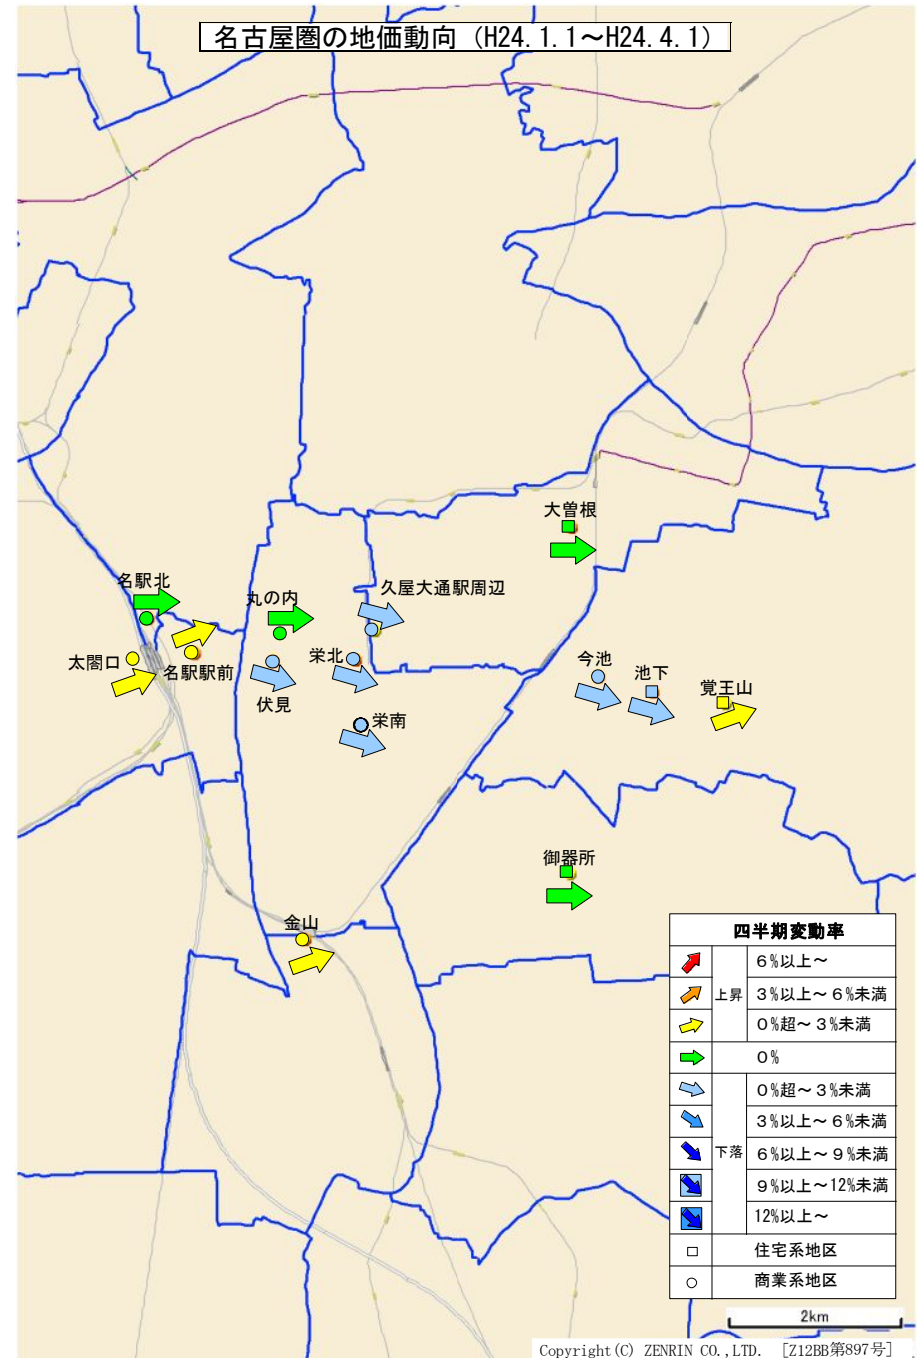 名古屋圏の地価動向（H24.1.1～H24.4.1）
大曽根
名駅北
丸の内
久屋大通駅周辺
太閤口
名駅駅前
栄北
今池
池下
覚王山
伏見
栄南
御器所
金山
四半期変動率
上昇
６%以上～
３%以上～６%未満
０%超～３%未満
０%
下落
０%超～３%未満
３%以上～６%未満
６%以上～９%未満
９%以上～12%未満
12%以上～
住宅系地区
商業系地区
2km
Copyright(C) ZENRIN CO.,LTD. [Z12BB第897号]